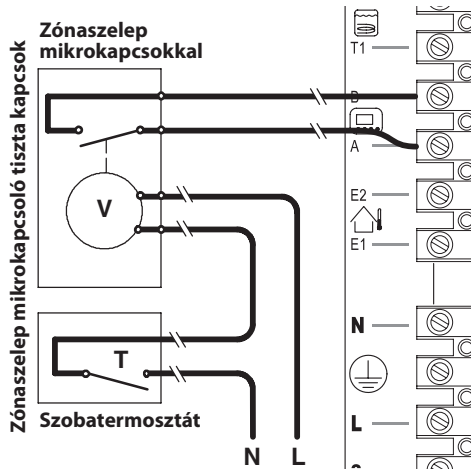 Zónaszelep
mikrokapcsokkal
Zónaszelep mikrokapcsoló tiszta kapcsok
T1
B
A
V
E2
E1
N
T
L
Szobatermosztát
N L